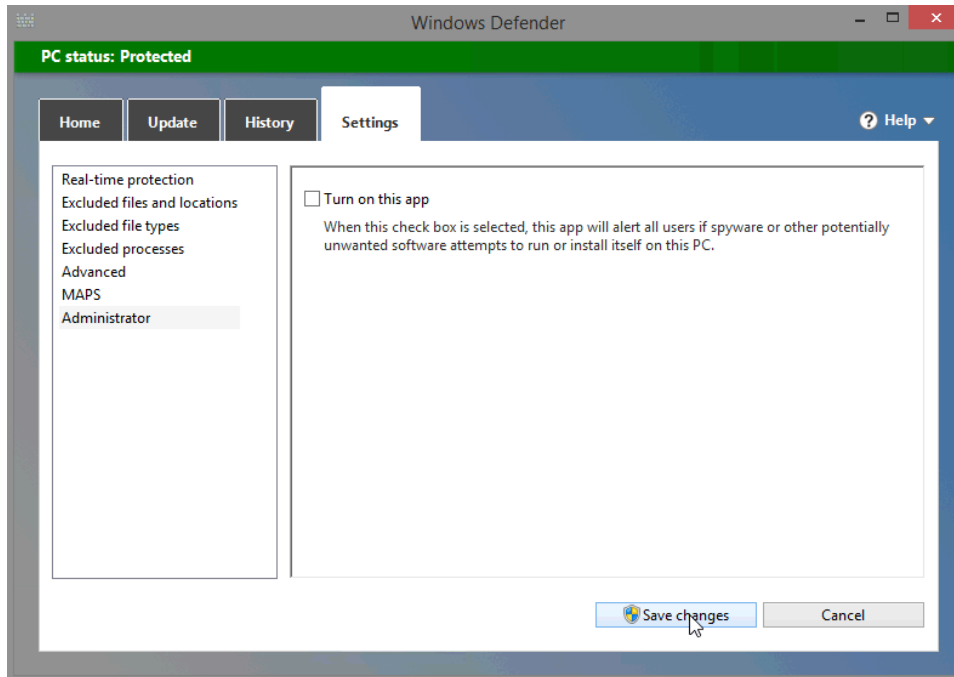 Windows Defender
PC status: Protected
Home
Update
History
Settings
Help
Real-time protection
Excluded files and locations
Excluded file types
Excluded processes
Advanced
MAPS
Administrator
Turn on this app
When this check box is selected, this app will alert all users if spyware or other potentially
unwanted software attempts to run or install itself on this PC.
Save changes
Cancel